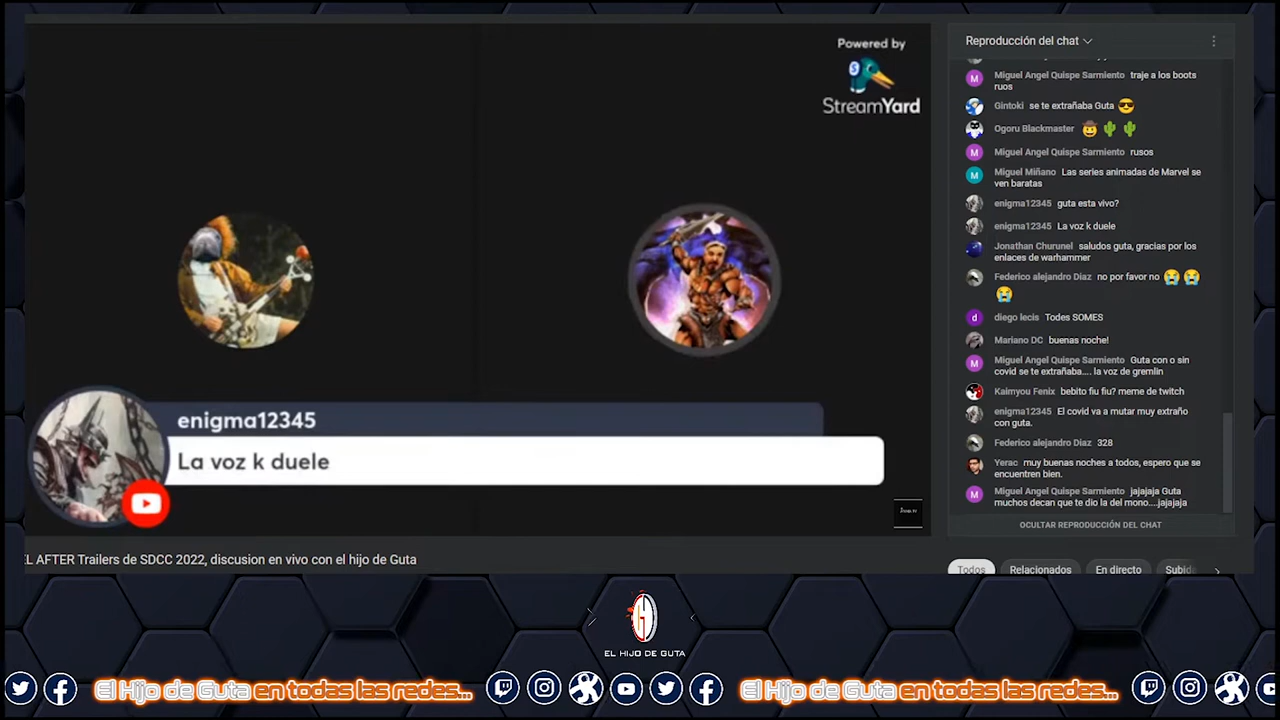 Powered by
StreamYard
enigma12345
La voz k duele
EL AFTER Trailers de SDCC 2022, discusion en vivo con el hijo de Guta
Reproducción del chat
Miguel Angel Quispe Sarmiento traje a los boots
ruos
Gintoki se te extrañaba Guta 😎
Ogoru Blackmaster 🤠 🌵 🌵
Miguel Angel Quispe Sarmiento rusos
Miguel Miñano Las series animadas de Marvel se
ven baratas
enigma12345 guta esta vivo?
enigma12345 La voz k duele
Jonathan Churunel saludos guta, gracias por los
enlaces de warhammer
Federico alejandro Diaz no por favor no 😭 😭
😭
diego lecis Todes SOMES
Mariano DC buenas noche!
Miguel Angel Quispe Sarmiento Guta con o sin
covid se te extrañaba.... la voz de gremlin
Kaimyou Fenix bebito fiu fiu? meme de twitch
enigma12345 El covid va a mutar muy extraño
con guta.
Federico alejandro Diaz 328
Yerac muy buenas noches a todos, espero que se
encuentren bien.
Miguel Angel Quispe Sarmiento jajajaja Guta
muchos decan que te dio la del mono....jajajaja
OCULTAR REPRODUCCIÓN DEL CHAT
Todos Relacionados En directo Subid
EL HIJO DE GUTA
El Hijo de Guta en todas las redes... El Hijo de Guta en todas las redes...